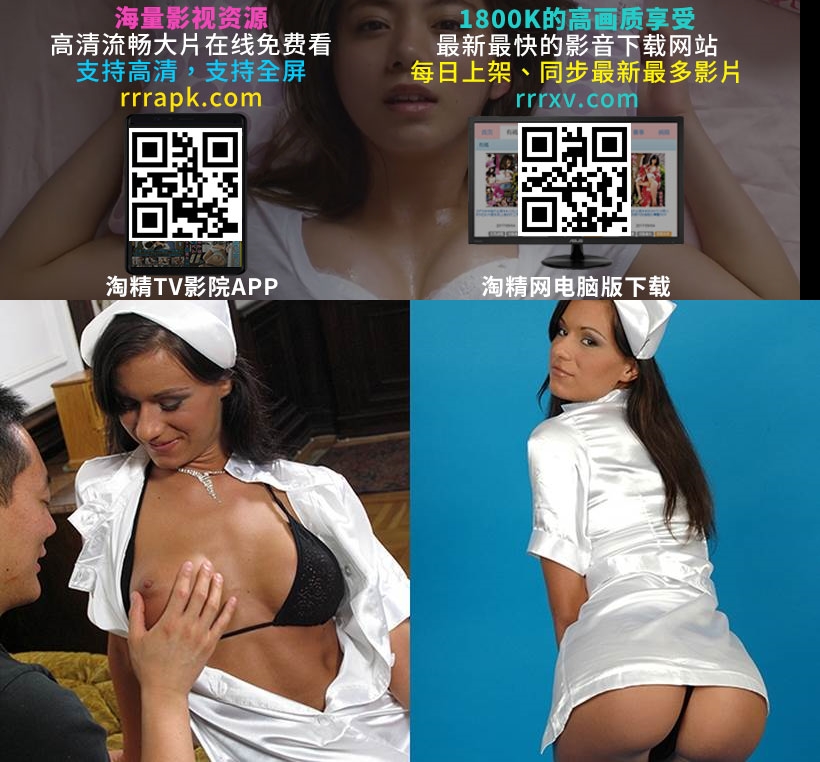 海量影视资源
高清流畅大片在线免费看
支持高清，支持全屏
rrrapk.com
淘精TV影院APP
1800K的高画质享受
最新最快的影音下载网站
每日上架、同步最新最多影片
rrrxv.com
淘精网电脑版下载